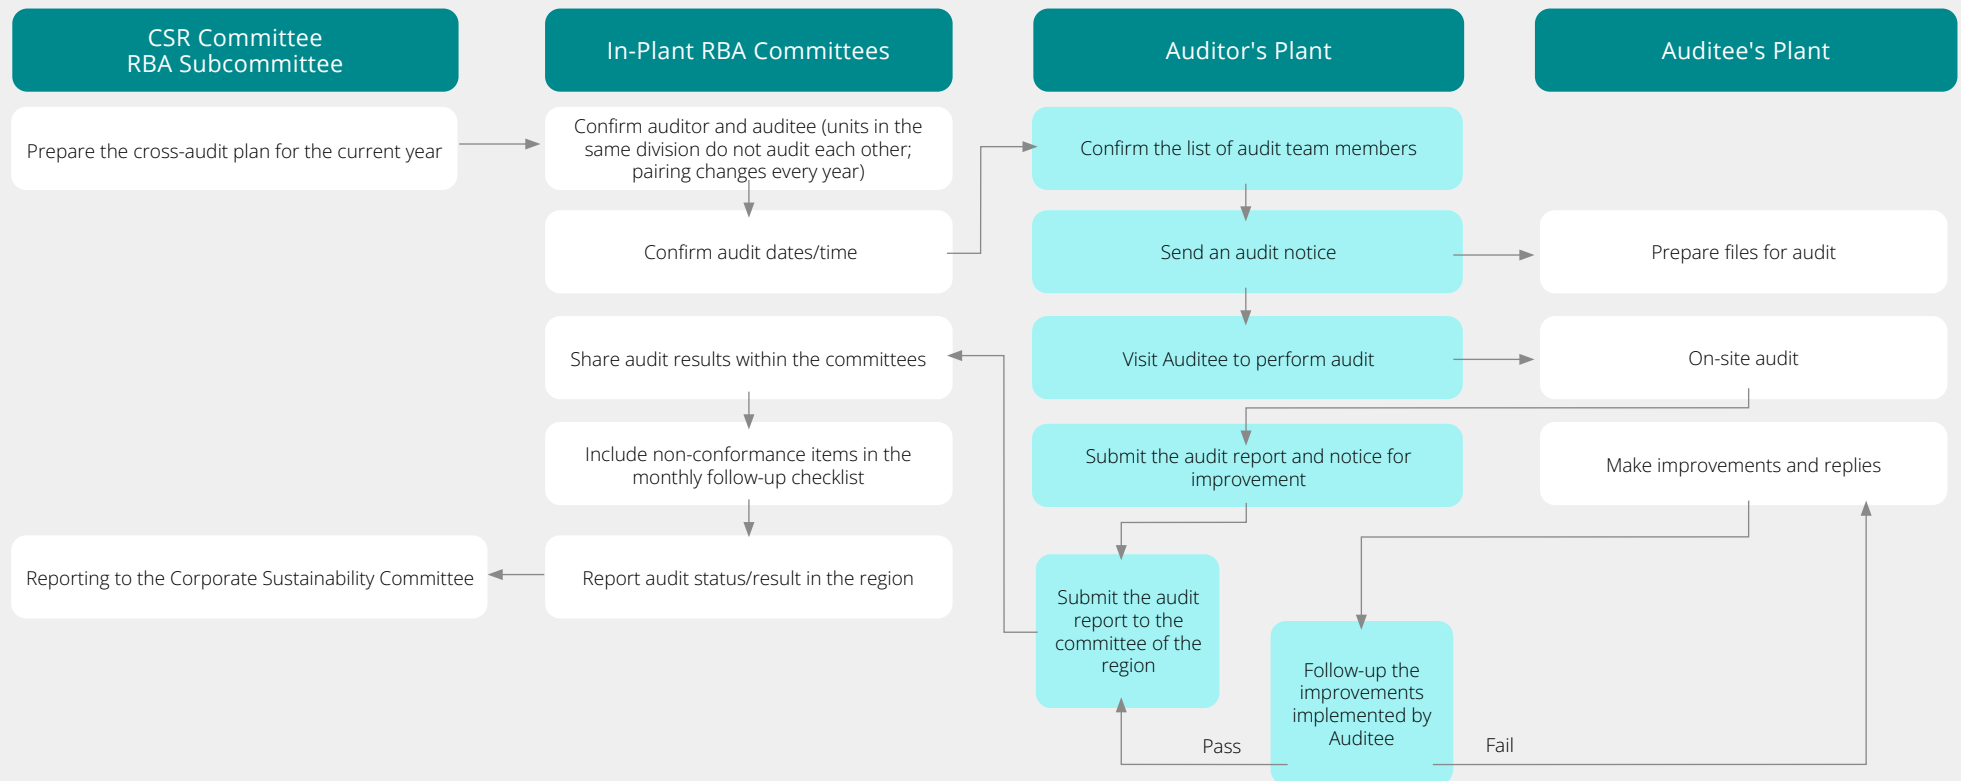 CSR Committee
RBA Subcommittee
In-Plant RBA Committees
Auditor's Plant
Auditee's Plant
Prepare the cross-audit plan for the current year
Confirm auditor and auditee (units in the
same division do not audit each other;
pairing changes every year)
Confirm the list of audit team members
Confirm audit dates/time
Send an audit notice
Prepare files for audit
Share audit results within the committees
Visit Auditee to perform audit
On-site audit
Include non-conformance items in the
monthly follow-up checklist
Submit the audit report and notice for
improvement
Make improvements and replies
Reporting to the Corporate Sustainability Committee
Report audit status/result in the region
Submit the audit
report to the
committee of the
region
Follow-up the
improvements
implemented by
Auditee
Pass
Fail